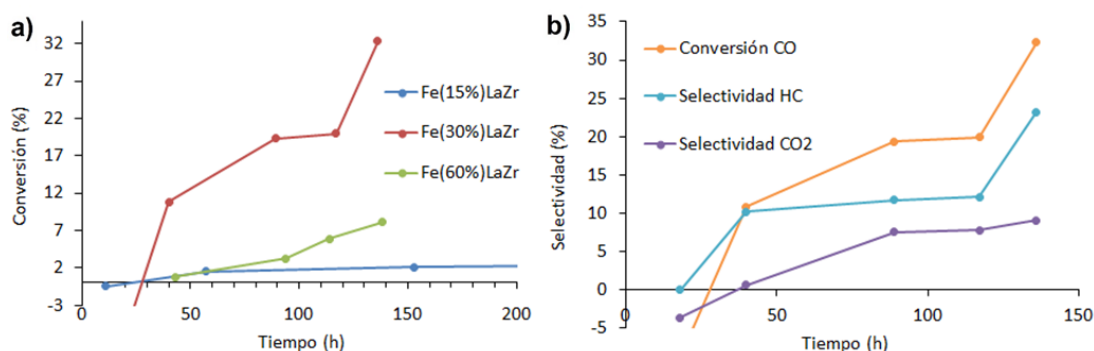 a)
Conversión (%)
32
27
22
17
12
7
2
-3
0
50
100
150
200
Tiempo (h)
Fe(15%)LaZr
Fe(30%)LaZr
Fe(60%)LaZr
b)
Selectividad (%)
35
30
25
20
15
10
5
0
-5
0
50
100
150
Tiempo (h)
Conversión CO
Selectividad HC
Selectividad CO2